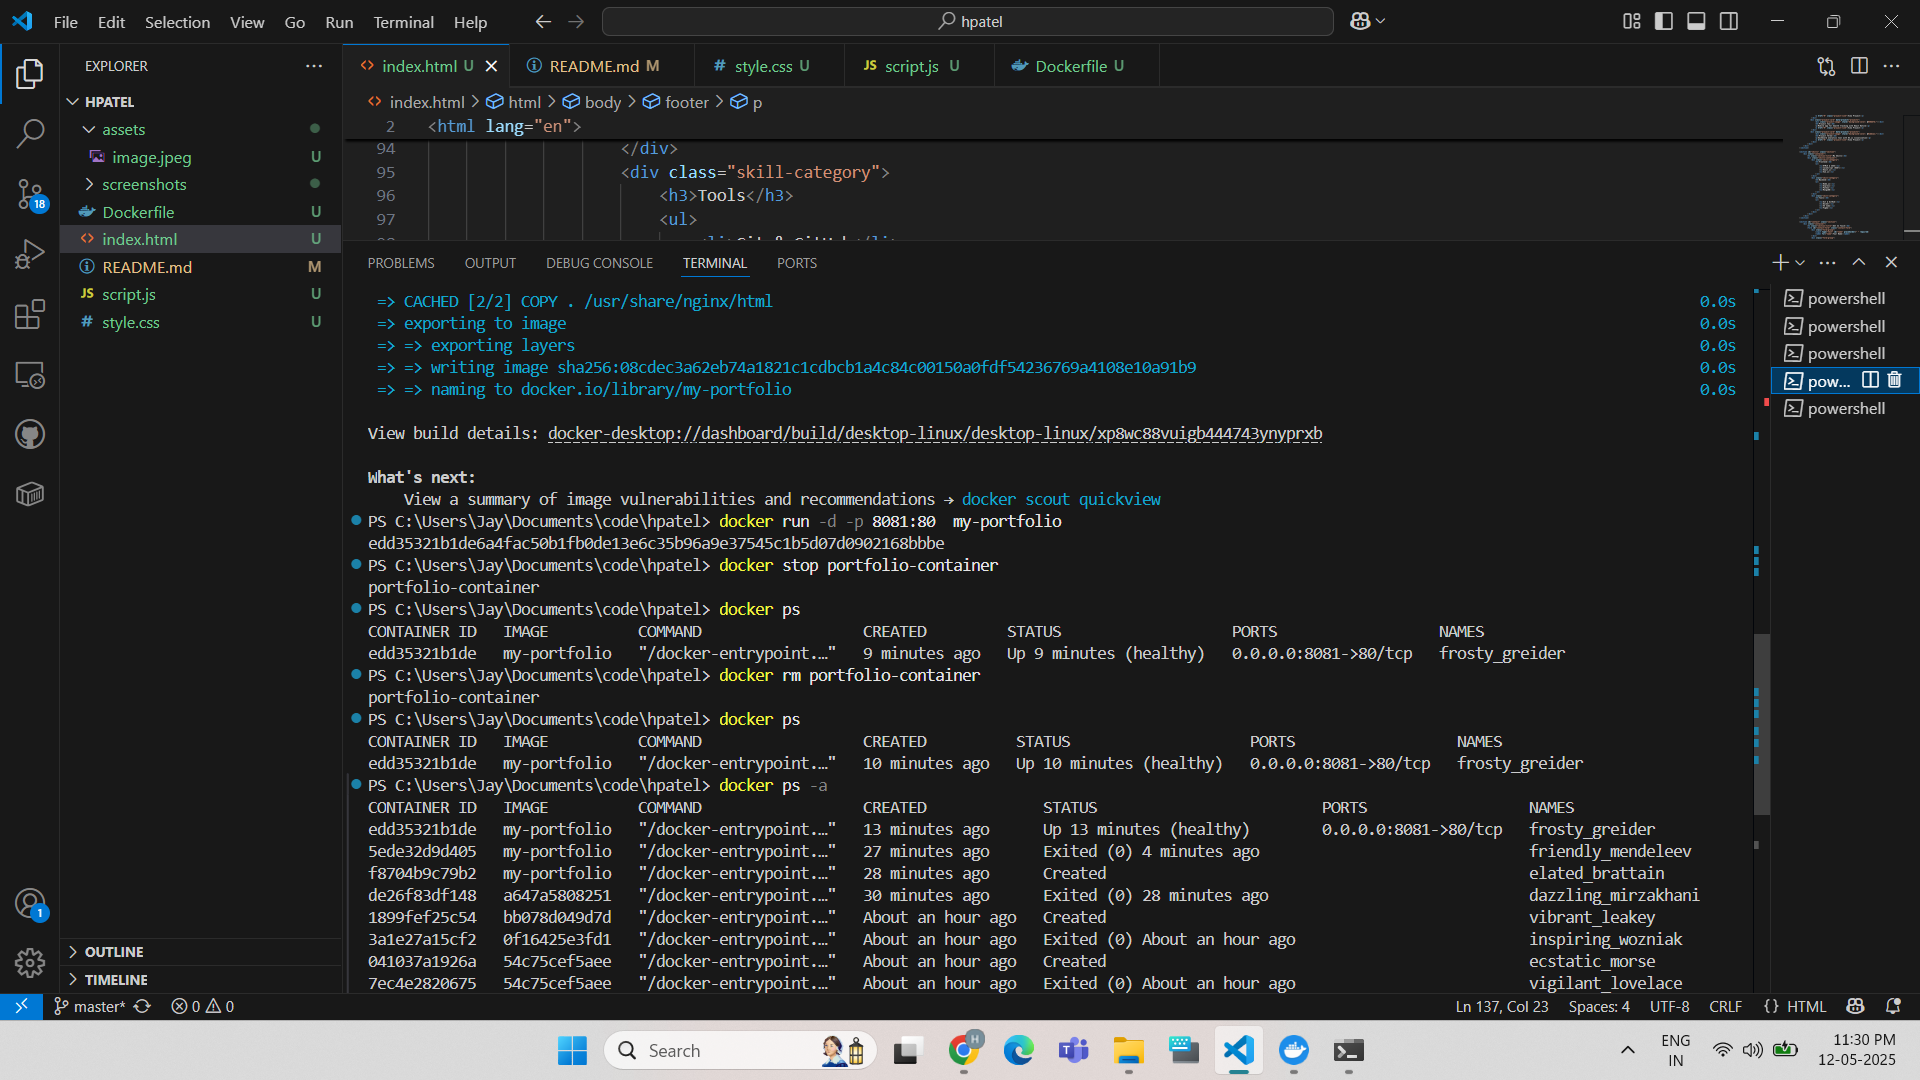 File Edit Selection View Go Run Terminal Help
hpatel
EXPLORER
HPATEL
assets
image.jpeg U
screenshots
Dockerfile U
index.html U
README.md M
script.js U
style.css U
OUTLINE
TIMELINE
18
1
index.html U
README.md M
style.css U
script.js U
Dockerfile U
index.html > html > body > footer > p
2 <html lang="en">
94 </div>
95 <div class="skill-category">
96 <h3>Tools</h3>
97 <ul>
PROBLEMS OUTPUT DEBUG CONSOLE TERMINAL PORTS
=> CACHED [2/2] COPY . /usr/share/nginx/html 0.0s
=> exporting to image 0.0s
=> => exporting layers 0.0s
=> => writing image sha256:08cdec3a62eb74a1821c1cdbcb1a4c84c00150a0fdf54236769a4108e10a91b9 0.0s
=> => naming to docker.io/library/my-portfolio 0.0s
View build details: docker-desktop://dashboard/build/desktop-linux/desktop-linux/xp8wc88vuigb444743ynyprxb
What's next:
View a summary of image vulnerabilities and recommendations → docker scout quickview
PS C:\Users\Jay\Documents\code\hpatel> docker run -d -p 8081:80  my-portfolio
edd35321b1de6a4fac50b1fb0de13e6c35b96a9e37545c1b5d07d0902168bbbe
PS C:\Users\Jay\Documents\code\hpatel> docker stop portfolio-container
portfolio-container
PS C:\Users\Jay\Documents\code\hpatel> docker ps
CONTAINER ID IMAGE COMMAND CREATED STATUS PORTS NAMES
edd35321b1de my-portfolio "/docker-entrypoint.…" 9 minutes ago Up 9 minutes (healthy) 0.0.0.0:8081->80/tcp frosty_greider
PS C:\Users\Jay\Documents\code\hpatel> docker rm portfolio-container
portfolio-container
PS C:\Users\Jay\Documents\code\hpatel> docker ps
CONTAINER ID IMAGE COMMAND CREATED STATUS PORTS NAMES
edd35321b1de my-portfolio "/docker-entrypoint.…" 10 minutes ago Up 10 minutes (healthy) 0.0.0.0:8081->80/tcp frosty_greider
PS C:\Users\Jay\Documents\code\hpatel> docker ps -a
CONTAINER ID IMAGE COMMAND CREATED STATUS PORTS NAMES
edd35321b1de my-portfolio "/docker-entrypoint.…" 13 minutes ago Up 13 minutes (healthy) 0.0.0.0:8081->80/tcp frosty_greider
5ede32d9d405 my-portfolio "/docker-entrypoint.…" 27 minutes ago Exited (0) 4 minutes ago friendly_mendeleev
f8704b9c79b2 my-portfolio "/docker-entrypoint.…" 28 minutes ago Created elated_brattain
de26f83df148 a647a5808251 "/docker-entrypoint.…" 30 minutes ago Exited (0) 28 minutes ago dazzling_mirzakhani
1899fef25c54 bb078d049d7d "/docker-entrypoint.…" About an hour ago Created vibrant_leakey
3a1e27a15cf2 0f16425e3fd1 "/docker-entrypoint.…" About an hour ago Exited (0) About an hour ago inspiring_wozniak
041037a1926a 54c75cef5aee "/docker-entrypoint.…" About an hour ago Created ecstatic_morse
7ec4e2820675 54c75cef5aee "/docker-entrypoint.…" About an hour ago Exited (0) About an hour ago vigilant_lovelace
powershell
powershell
powershell
pow...
powershell
master* 0 0 Ln 137, Col 23 Spaces: 4 UTF-8 CRLF {} HTML
Search
ENG
IN
11:30 PM
12-05-2025